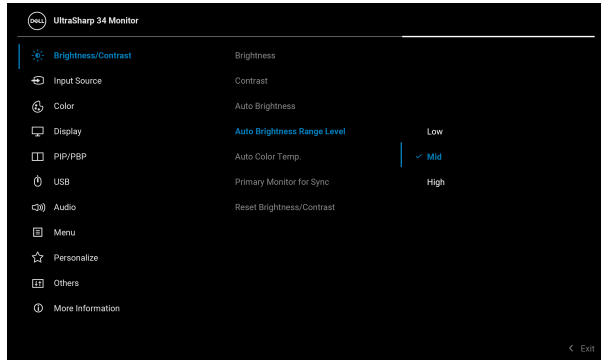 DELL UltraSharp 34 Monitor
Brightness/Contrast Brightness
Input Source Contrast
Color Auto Brightness
Display Auto Brightness Range Level Low
PIP/PBP Auto Color Temp. Mid
USB Primary Monitor for Sync High
Audio Reset Brightness/Contrast
Menu
Personalize
Others
More Information
Exit